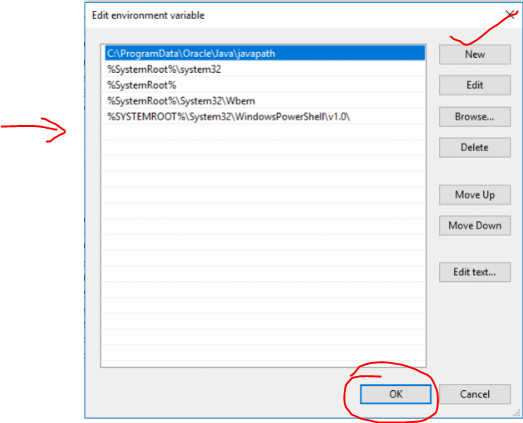 Edit environment variable
C:\ProgramData\Oracle\Java\javapath
%SystemRoot%\system32
%SystemRoot%
%SystemRoot%\System32\Wbem
%SYSTEMROOT%\System32\WindowsPowerShell\v1.0\
New
Edit
Browse...
Delete
Move Up
Move Down
Edit text...
OK
Cancel